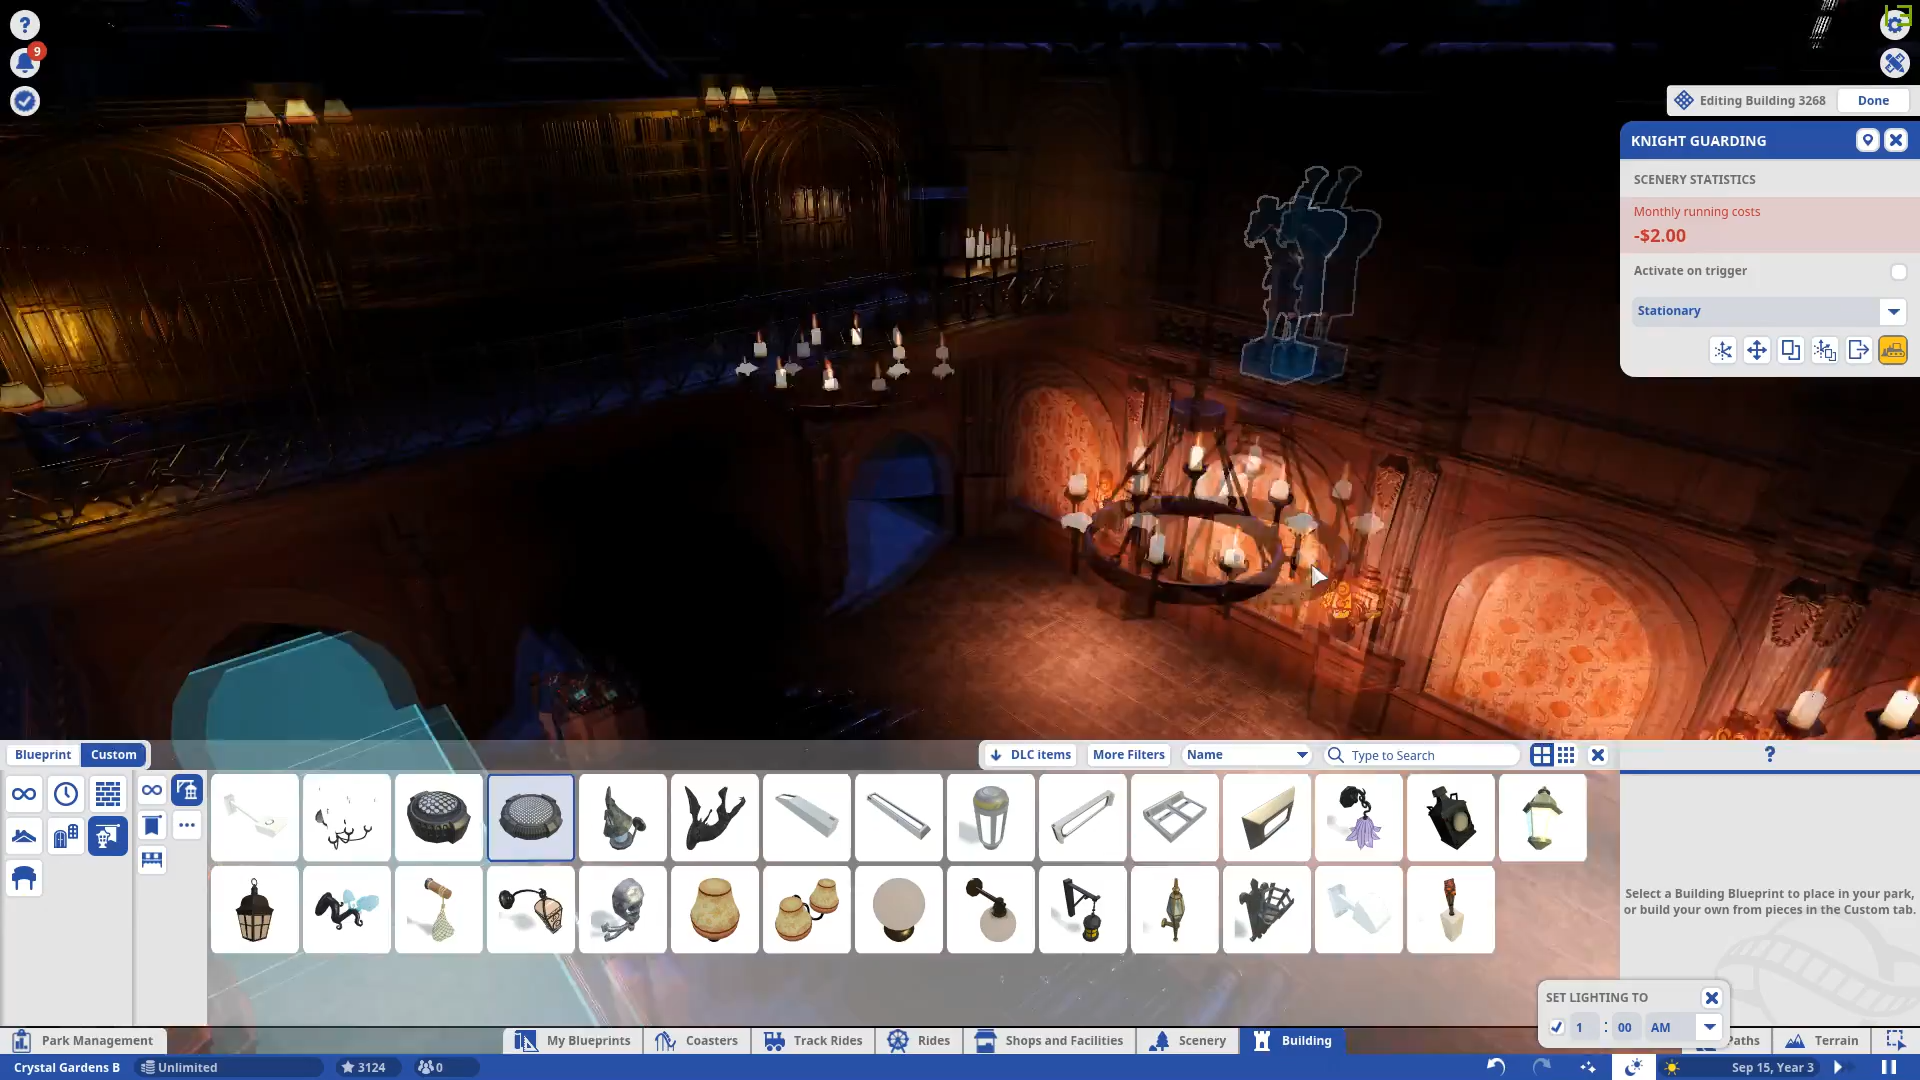 ?
9
Editing Building 3268 Done
KNIGHT GUARDING
SCENERY STATISTICS
Monthly running costs
-$2.00
Activate on trigger
Stationary
Blueprint Custom
DLC items More Filters Name Type to Search
?
Select a Building Blueprint to place in your park,
or build your own from pieces in the Custom tab.
SET LIGHTING TO
1 : 00 AM
Park Management My Blueprints Coasters Track Rides Rides Shops and Facilities Scenery Building Paths Terrain
Crystal Gardens B Unlimited 3124 0 Sep 15, Year 3